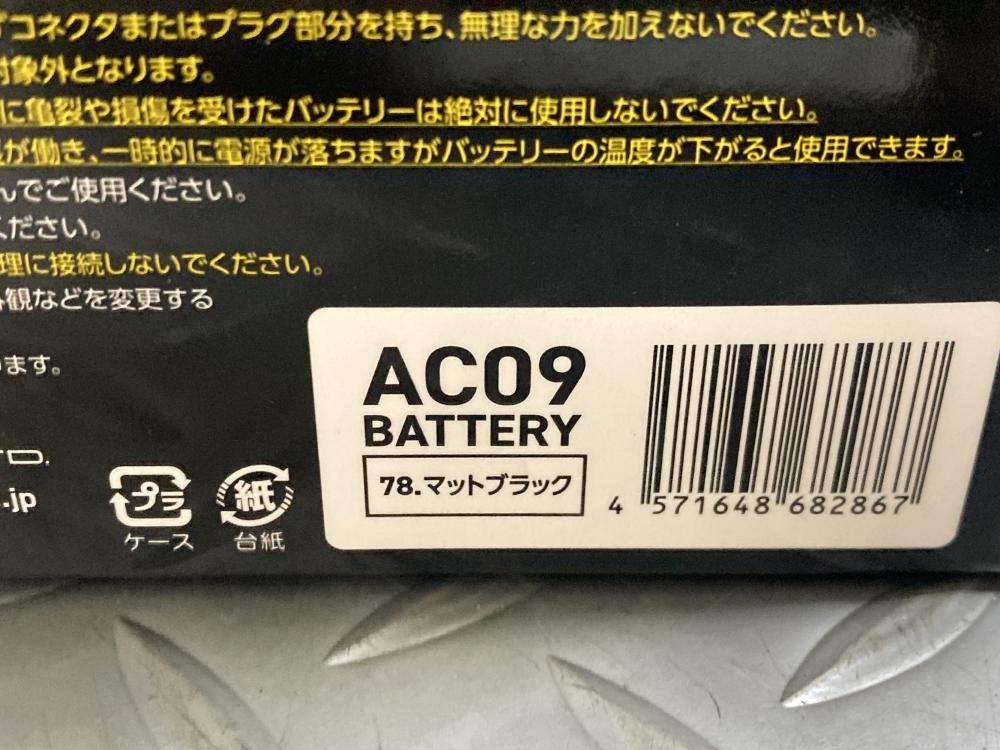 コネクタまたはプラグ部分を持ち、無理な力を加えないでください。
対象外となります。
に亀裂や損傷を受けたバッテリーは絶対に使用しないでください。
が働き、一時的に電源が落ちますがバッテリーの温度が下がると使用できます。
んでご使用ください。
ください。
理に接続しないでください。
観などを変更する
ます。
.jp
プラ
ケース
紙
台紙
AC09
BATTERY
78.マットブラック
4 571648 682867